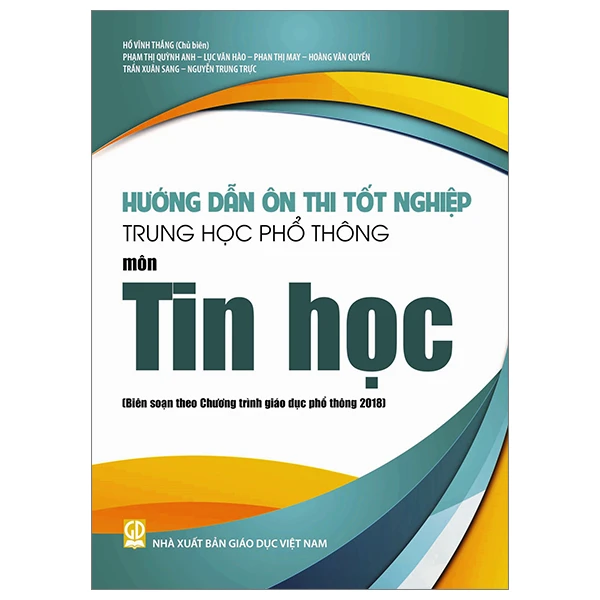 HỒ VĨNH THẮNG (Chủ biên)
PHẠM THỊ QUỲNH ANH – LỤC VĂN HÀO – PHAN THỊ MAY – HOÀNG VĂN QUYẾN
TRẦN XUÂN SANG – NGUYỄN TRUNG TRỰC
HƯỚNG DẪN ÔN THI TỐT NGHIỆP
TRUNG HỌC PHỔ THÔNG
môn
Tin học
(Biên soạn theo Chương trình giáo dục phổ thông 2018)
GD
NHÀ XUẤT BẢN GIÁO DỤC VIỆT NAM